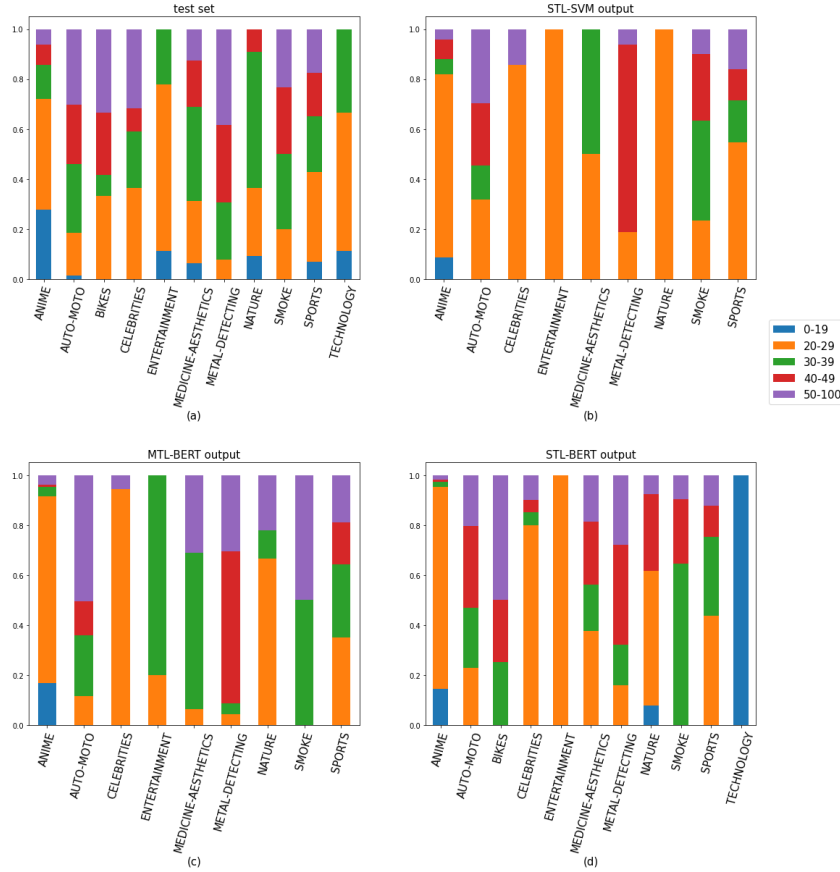 test set
1.0
0.8
0.6
0.4
0.2
0.0
ANIME
AUTO-MOTO
BIKES
CELEBRITIES
ENTERTAINMENT
MEDICINE-AESTHETICS
METAL-DETECTING
NATURE
SMOKE
SPORTS
TECHNOLOGY
(a)
STL-SVM output
1.0
0.8
0.6
0.4
0.2
0.0
ANIME
AUTO-MOTO
CELEBRITIES
ENTERTAINMENT
MEDICINE-AESTHETICS
METAL-DETECTING
NATURE
SMOKE
SPORTS
(b)
0-19
20-29
30-39
40-49
50-100
MTL-BERT output
1.0
0.8
0.6
0.4
0.2
0.0
ANIME
AUTO-MOTO
CELEBRITIES
ENTERTAINMENT
MEDICINE-AESTHETICS
METAL-DETECTING
NATURE
SMOKE
SPORTS
(c)
STL-BERT output
1.0
0.8
0.6
0.4
0.2
0.0
ANIME
AUTO-MOTO
BIKES
CELEBRITIES
ENTERTAINMENT
MEDICINE-AESTHETICS
METAL-DETECTING
NATURE
SMOKE
SPORTS
TECHNOLOGY
(d)